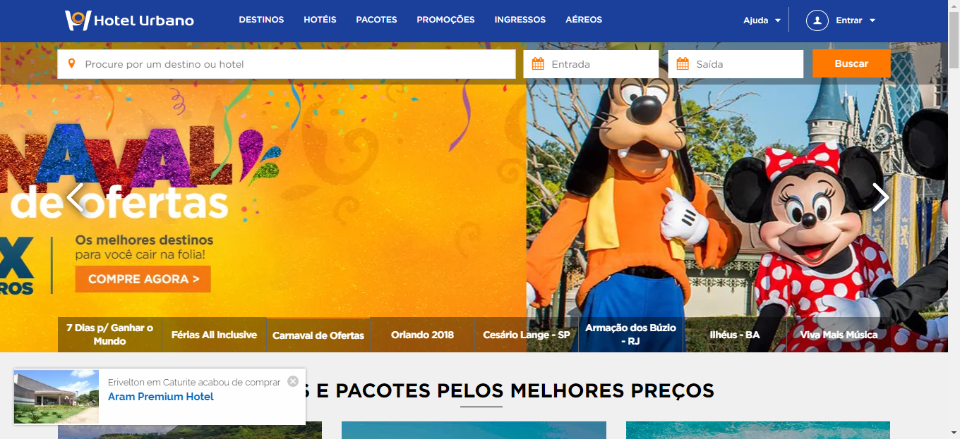 Hotel Urbano
DESTINOS HOTÉIS PACOTES PROMOÇÕES INGRESSOS AÉREOS
Ajuda Entrar
Procure por um destino ou hotel
Entrada
Saída
Buscar
NAVAL
de ofertas
X
ROS
Os melhores destinos
para você cair na folia!
COMPRE AGORA >
7 Dias p/ Ganhar o
Mundo
Férias All Inclusive
Carnaval de Ofertas
Orlando 2018
Cesário Lange - SP
Armação dos Búzio
- RJ
Ilhéus - BA
Viva Mais Música
S E PACOTES PELOS MELHORES PREÇOS
Erivelton em Caturite acabou de comprar
Aram Premium Hotel